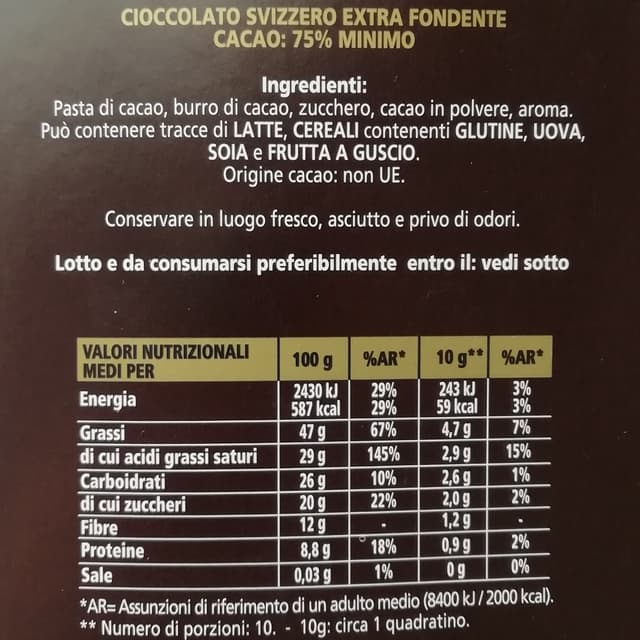 CIOCCOLATO SVIZZERO EXTRA FONDENTE
CACAO: 75% MINIMO
Ingredienti:
Pasta di cacao, burro di cacao, zucchero, cacao in polvere, aroma.
Può contenere tracce di LATTE, CEREALI contenenti GLUTINE, UOVA,
SOIA e FRUTTA A GUSCIO.
Origine cacao: non UE.
Conservare in luogo fresco, asciutto e privo di odori.
Lotto e da consumarsi preferibilmente entro il: vedi sotto
VALORI NUTRIZIONALI MEDI PER 100 g %AR* 10 g** %AR*
Energia 2430 kJ 29% 243 kJ 3%
587 kcal 29% 59 kcal 3%
Grassi 47 g 67% 4,7 g 7%
di cui acidi grassi saturi 29 g 145% 2,9 g 15%
Carboidrati 26 g 10% 2,6 g 1%
di cui zuccheri 20 g 22% 2,0 g 2%
Fibre 12 g - 1,2 g -
Proteine 8,8 g 18% 0,9 g 2%
Sale 0,03 g 1% 0 g 0%
*AR= Assunzioni di riferimento di un adulto medio (8400 kJ / 2000 kcal).
** Numero di porzioni: 10. - 10g: circa 1 quadratino.